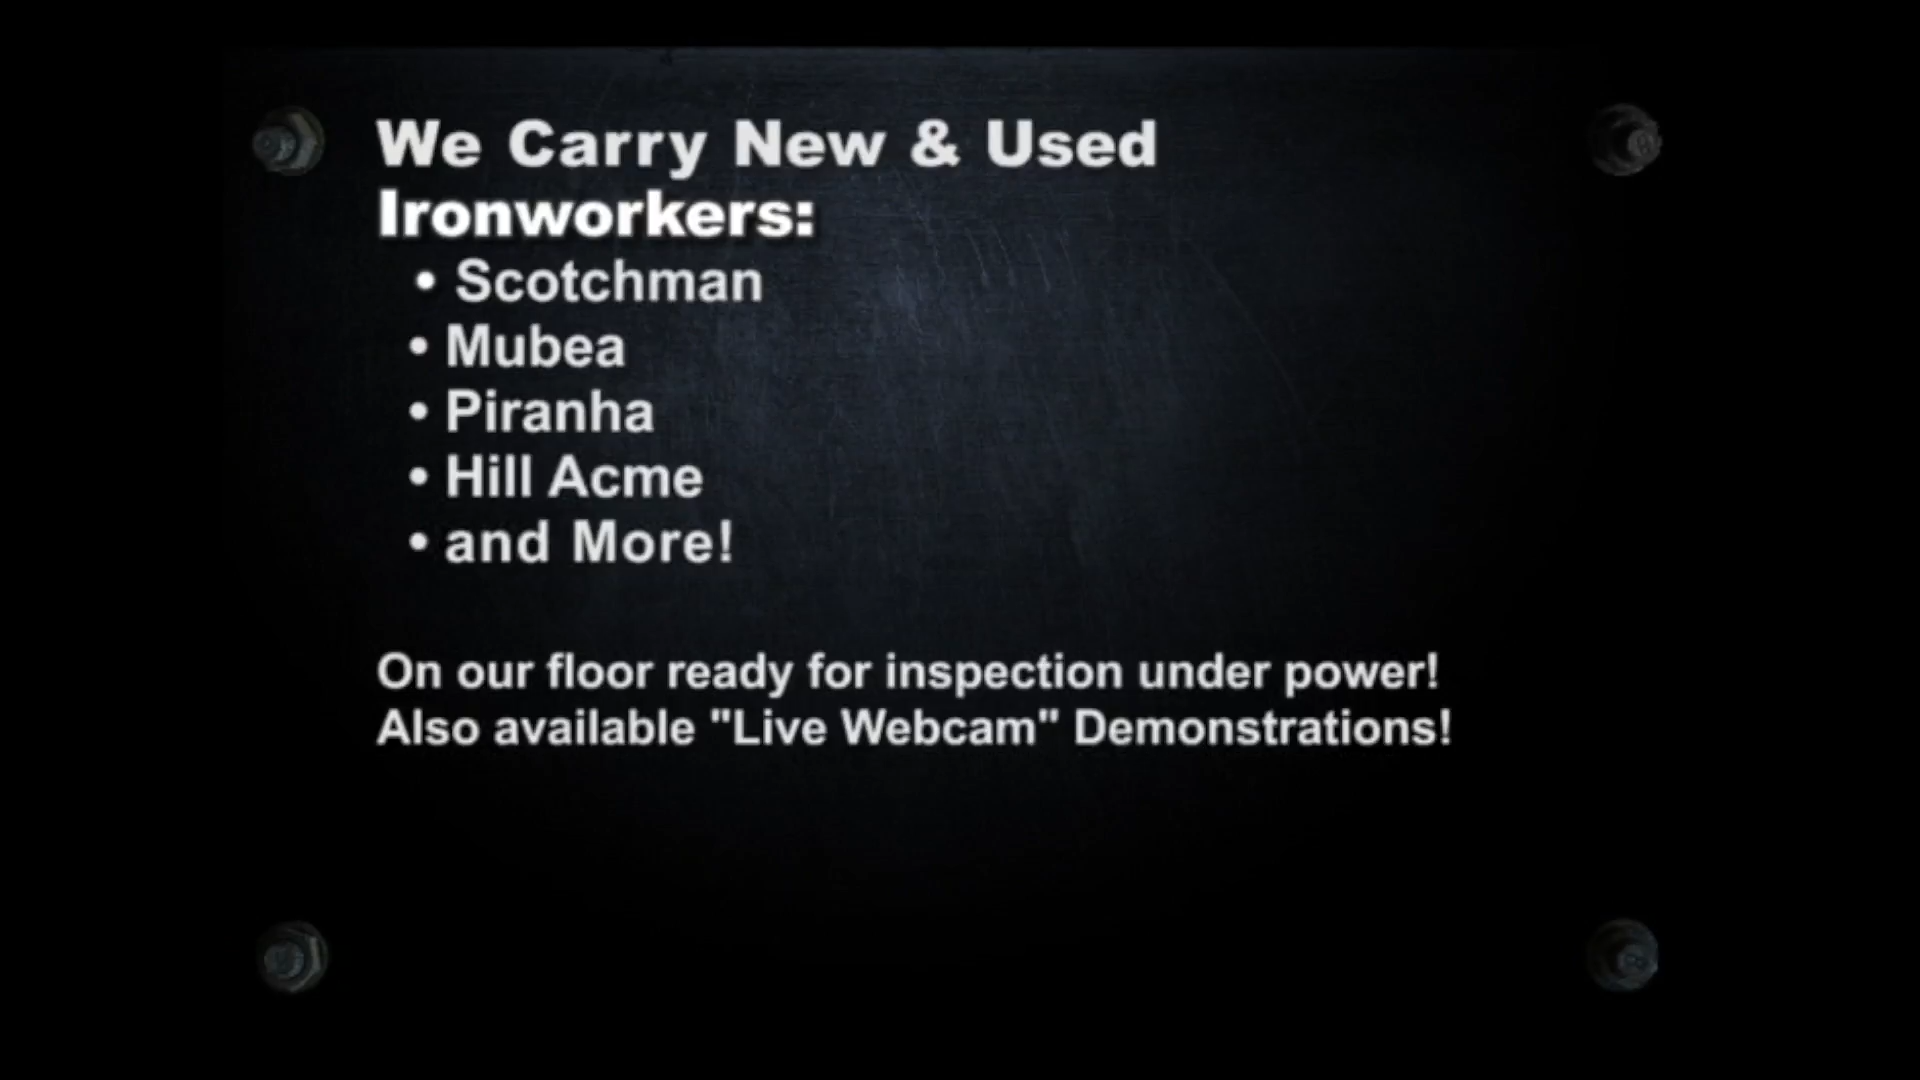 We Carry New & Used
Ironworkers:
• Scotchman
• Mubea
• Piranha
• Hill Acme
• and More!
On our floor ready for inspection under power!
Also available "Live Webcam" Demonstrations!